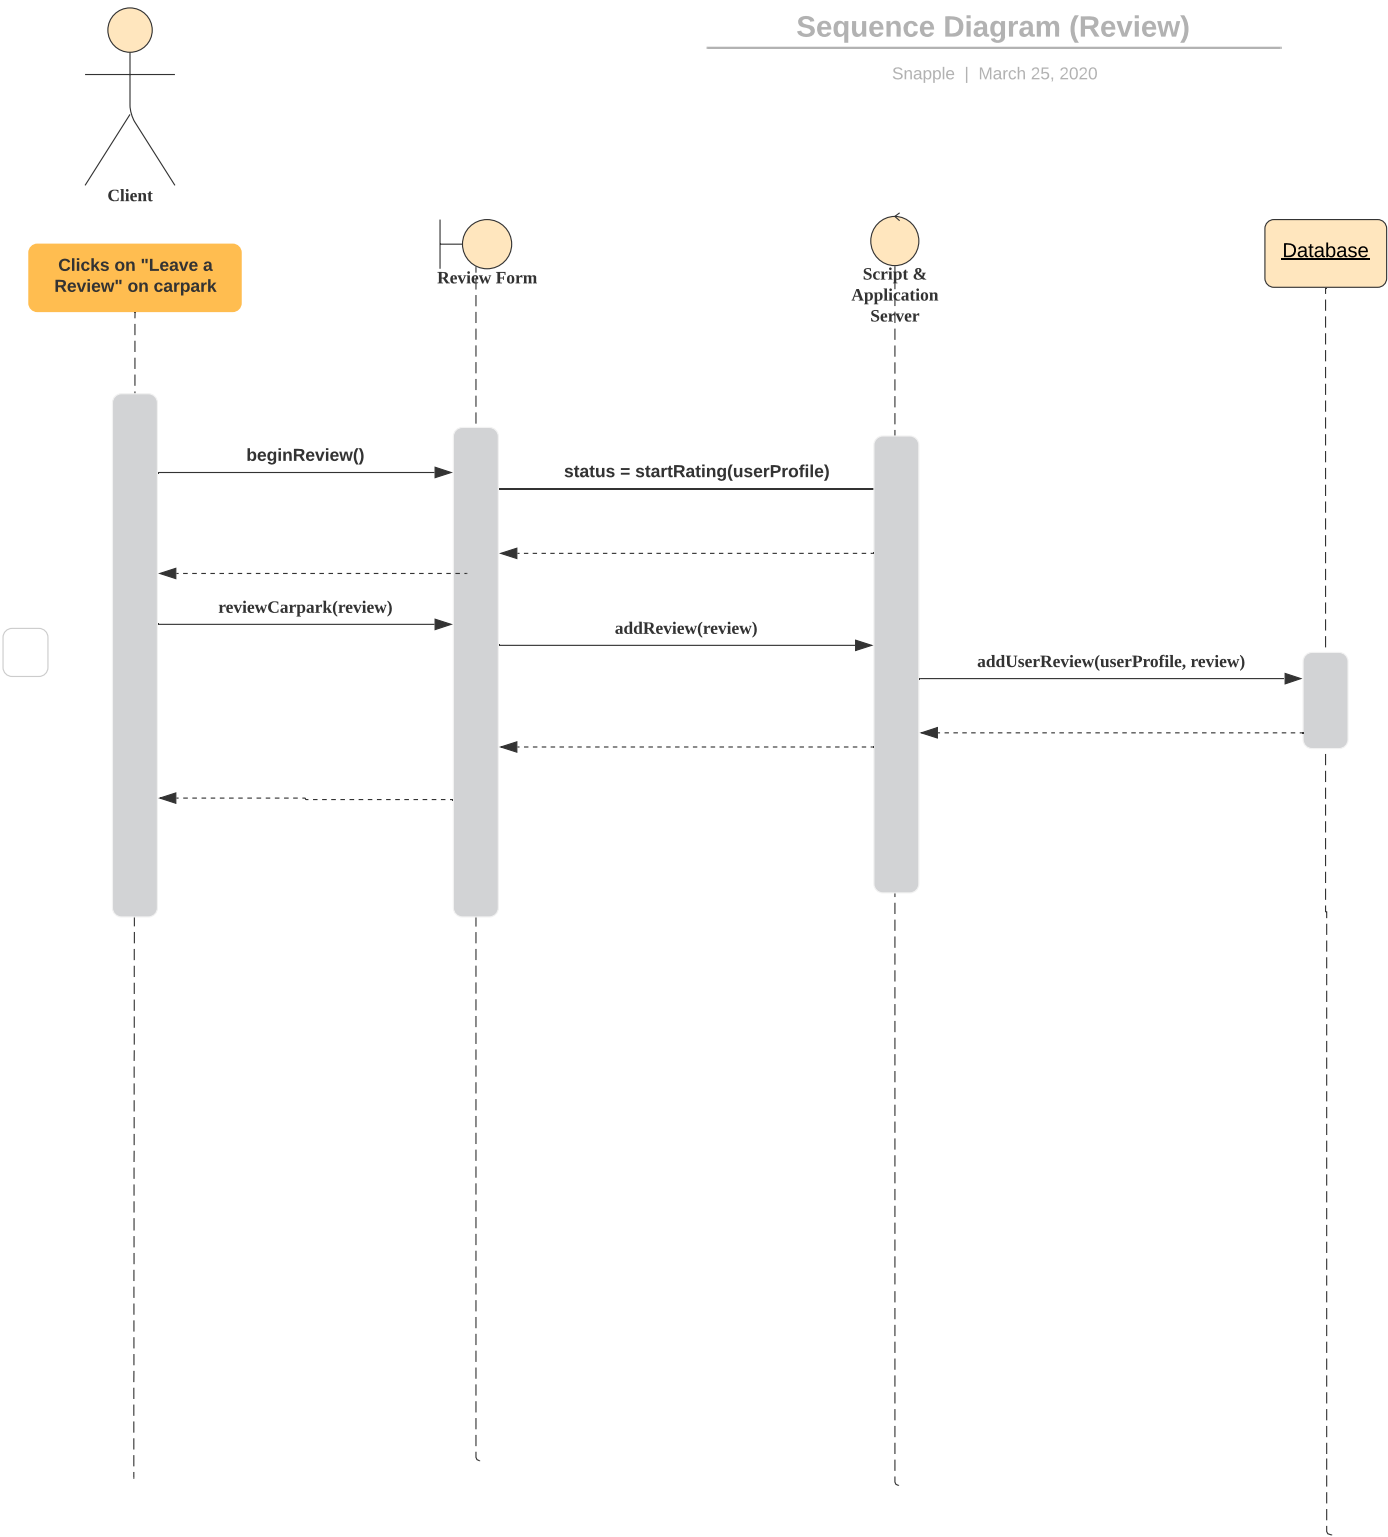 Sequence Diagram (Review)
Snapple | March 25, 2020
Client
Clicks on "Leave a
Review" on carpark
Review Form
Script &
Application
Server
Database
beginReview()
status = startRating(userProfile)
reviewCarpark(review)
addReview(review)
addUserReview(userProfile, review)